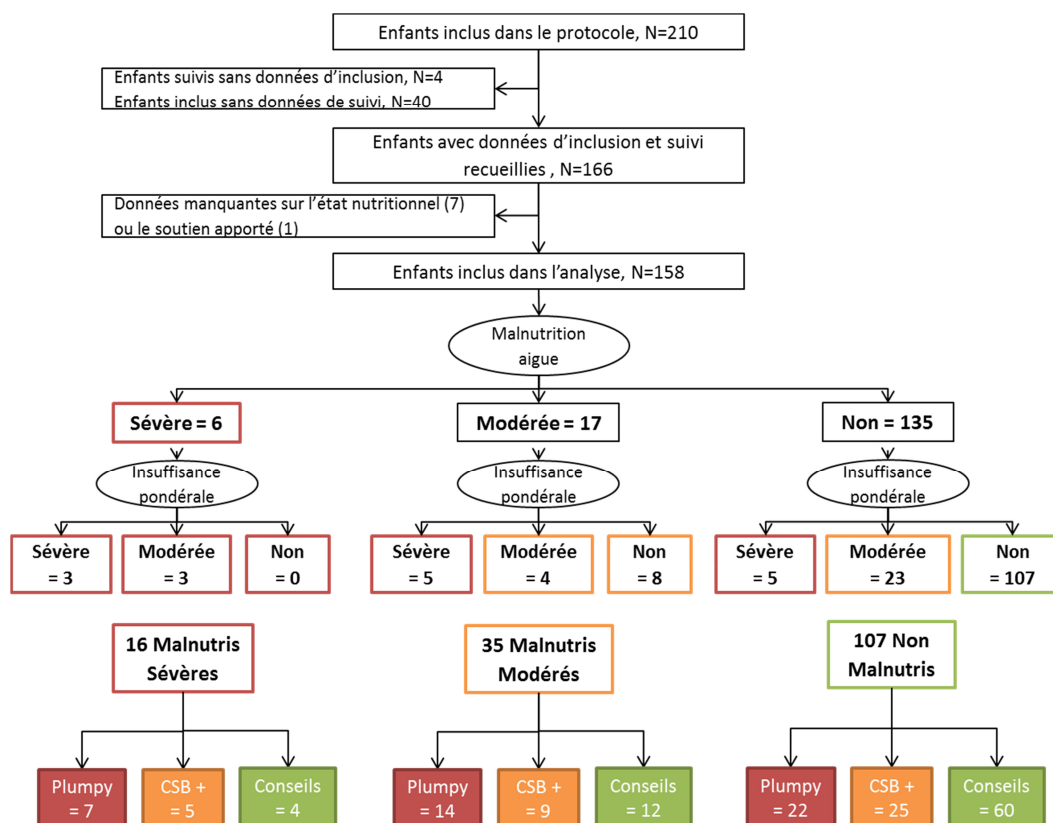 Enfants inclus dans le protocole, N=210
Enfants suivis sans données d'inclusion, N=4
Enfants inclus sans données de suivi, N=40
Enfants avec données d'inclusion et suivi
recueillies , N=166
Données manquantes sur l'état nutritionnel (7)
ou le soutien apporté (1)
Enfants inclus dans l'analyse, N=158
Malnutrition
aigue
Sévère = 6
Modérée = 17
Non = 135
Insuffisance
pondérale
Insuffisance
pondérale
Insuffisance
pondérale
Sévère
= 3
Modérée
= 3
Non
= 0
Sévère
= 5
Modérée
= 4
Non
= 8
Sévère
= 5
Modérée
= 23
Non
= 107
16 Malnutris
Sévères
35 Malnutris
Modérés
107 Non
Malnutris
Plumpy
= 7
CSB +
= 5
Conseils
= 4
Plumpy
= 14
CSB +
= 9
Conseils
= 12
Plumpy
= 22
CSB +
= 25
Conseils
= 60